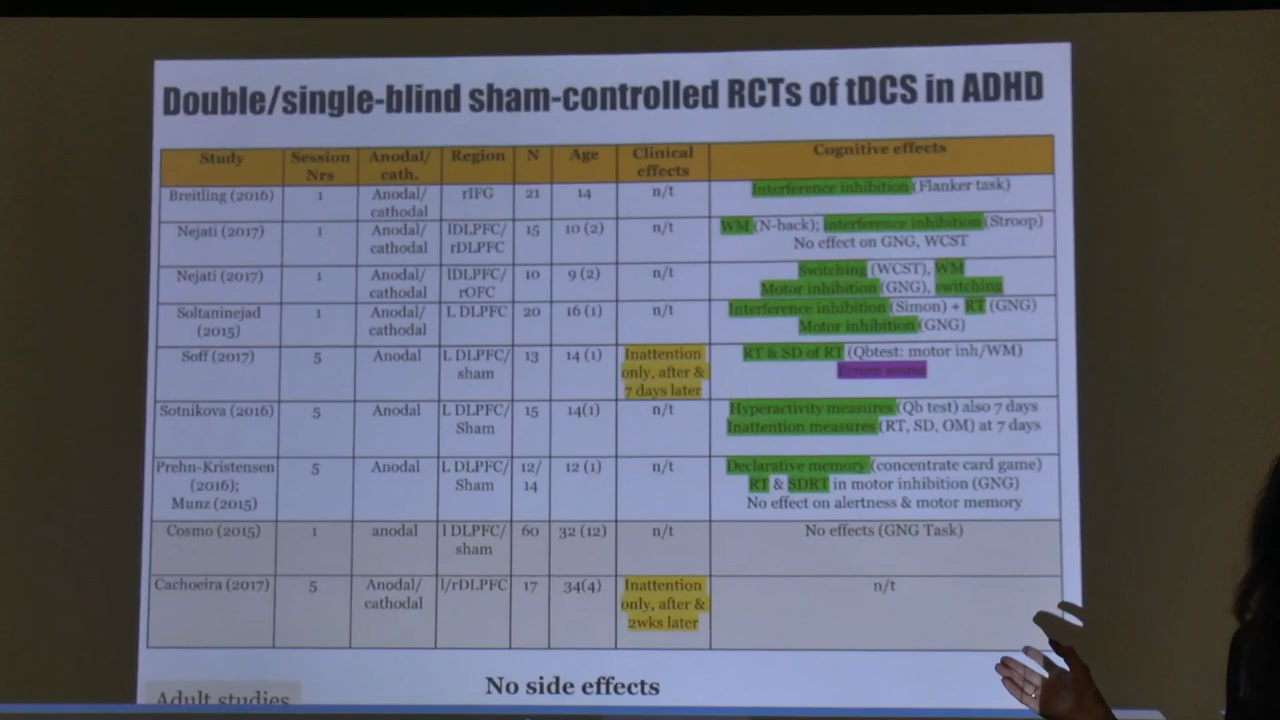 Double/single-blind sham-controlled RCTs of tDCS in ADHD
Study Session Nrs Anodal/ cath. Region N Age Clinical effects Cognitive effects
Breitling (2016) 1 Anodal/ cathodal rIFG 21 14 n/t Interference inhibition (Flanker task)
Nejati (2017) 1 Anodal/ cathodal lDLPFC/ rDLPFC 15 10 (2) n/t WM (N-back); interference inhibition (Stroop)
No effect on GNG, WCST
Nejati (2017) 1 Anodal/ cathodal lDLPFC/ rOFC 10 9 (2) n/t Switching (WCST), WM
Motor inhibition (GNG), switching
Soltaninejad (2015) 1 Anodal/ cathodal L DLPFC 20 16 (1) n/t Interference inhibition (Simon) + RT (GNG)
Motor inhibition (GNG)
Soff (2017) 5 Anodal L DLPFC/ sham 13 14 (1) Inattention only, after & 7 days later RT & SD of RT (Qbtest: motor inh/WM)
Errors worse
Sotnikova (2016) 5 Anodal L DLPFC/ Sham 15 14(1) n/t Hyperactivity measures (Qb test) also 7 days
Inattention measures (RT, SD, OM) at 7 days
Prehn-Kristensen (2016); Munz (2015) 5 Anodal L DLPFC/ Sham 12/ 14 12 (1) n/t Declarative memory (concentrate card game)
RT & SDRT in motor inhibition (GNG)
No effect on alertness & motor memory
Cosmo (2015) 1 anodal l DLPFC/ sham 60 32 (12) n/t No effects (GNG Task)
Cachoeira (2017) 5 Anodal/ cathodal l/rDLPFC 17 34(4) Inattention only, after & 2wks later n/t
No side effects
Adult studies